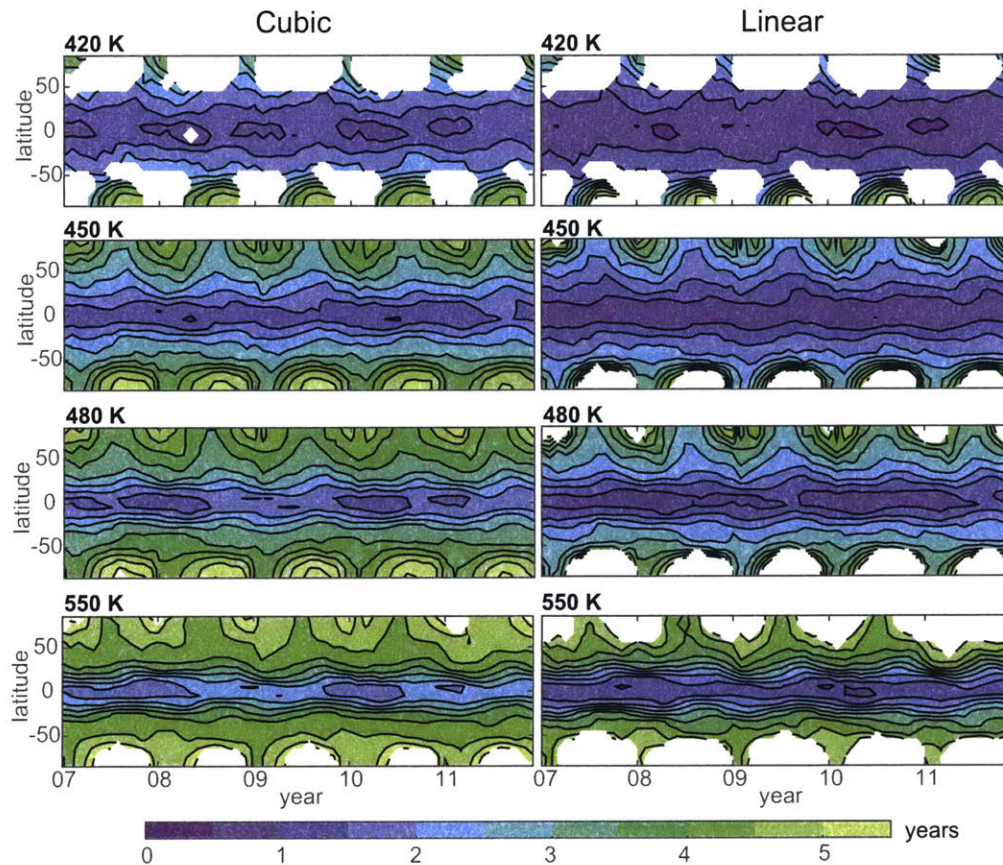 Cubic Linear
420 K 420 K
50
0
-50
latitude
450 K 450 K
50
0
-50
latitude
480 K 480 K
50
0
-50
latitude
550 K 550 K
50
0
-50
latitude
07 08 09 10 11 07 08 09 10 11
year year
years
0 1 2 3 4 5